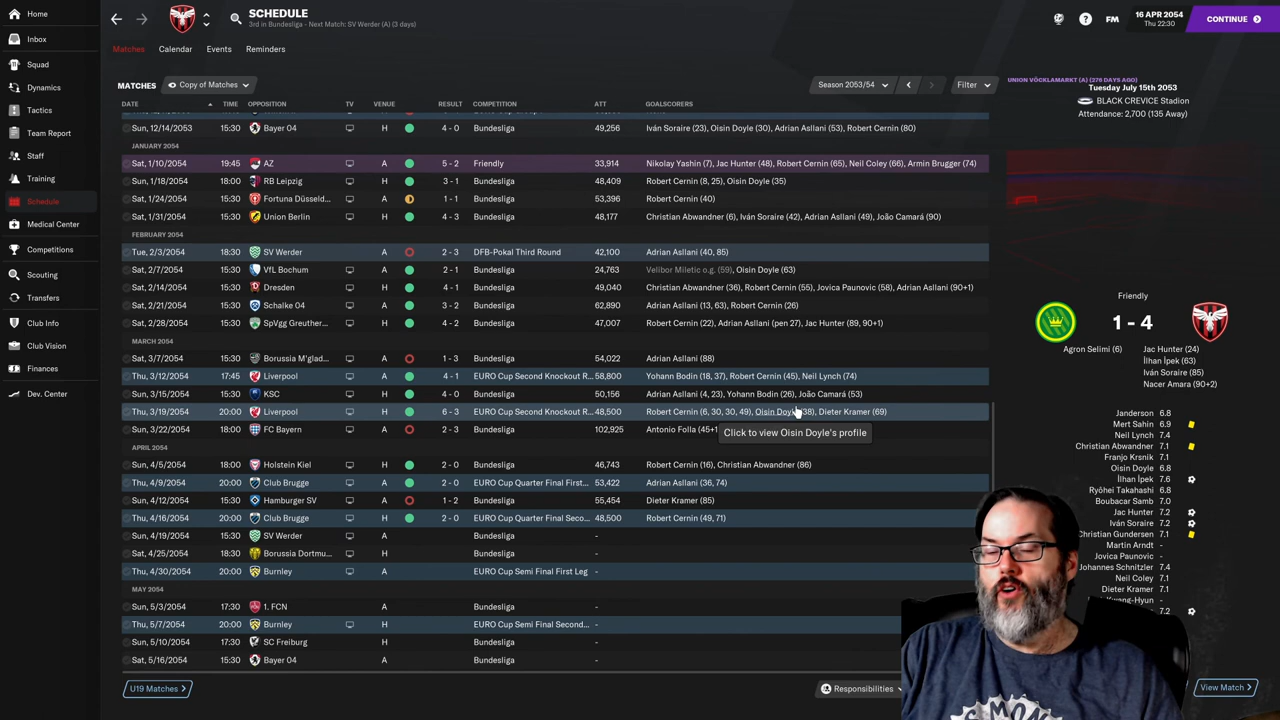 Home
Inbox
Squad
Dynamics
Tactics
Team Report
Staff
Training
Schedule
Medical Center
Competitions
Scouting
Transfers
Club Info
Club Vision
Finances
Dev. Center
SCHEDULE
3rd in Bundesliga - Next Match: SV Werder (A) (3 days)
FM
16 APR 2054
Thu 22:30
CONTINUE
Matches Calendar Events Reminders
MATCHES Copy of Matches Season 2053/54 Filter
DATE TIME OPPOSITION TV VENUE RESULT COMPETITION ATT GOALSCORERS
Sun, 12/14/2053 15:30 Bayer 04 H 4 - 0 Bundesliga 49,256 Iván Soraire (23), Oisin Doyle (30), Adrian Asllani (53), Robert Cernin (80)
JANUARY 2054
Sat, 1/10/2054 19:45 AZ A 5 - 2 Friendly 33,914 Nikolay Yashin (7), Jac Hunter (48), Robert Cernin (65), Neil Coley (66), Armin Brugger (74)
Sun, 1/18/2054 18:00 RB Leipzig H 3 - 1 Bundesliga 48,409 Robert Cernin (8, 25), Oisin Doyle (35)
Sat, 1/24/2054 15:30 Fortuna Düsseld... A 1 - 1 Bundesliga 53,396 Robert Cernin (40)
Sat, 1/31/2054 15:30 Union Berlin H 4 - 3 Bundesliga 48,177 Christian Abwandner (6), Iván Soraire (42), Adrian Asllani (49), João Camará (90)
FEBRUARY 2054
Tue, 2/3/2054 18:30 SV Werder A 2 - 3 DFB-Pokal Third Round 42,100 Adrian Asllani (40, 85)
Sat, 2/7/2054 15:30 VfL Bochum A 2 - 1 Bundesliga 24,763 Velibor Miletic o.g. (59), Oisin Doyle (63)
Sat, 2/14/2054 15:30 Dresden H 4 - 1 Bundesliga 49,040 Christian Abwandner (36), Robert Cernin (55), Jovica Paunovic (58), Adrian Asllani (90+1)
Sat, 2/21/2054 15:30 Schalke 04 A 3 - 2 Bundesliga 62,890 Adrian Asllani (13, 63), Robert Cernin (26)
Sat, 2/28/2054 15:30 SpVgg Greuther... H 4 - 2 Bundesliga 47,007 Robert Cernin (22), Adrian Asllani (pen 27), Jac Hunter (89, 90+1)
MARCH 2054
Sat, 3/7/2054 15:30 Borussia M'glad... A 1 - 3 Bundesliga 54,022 Adrian Asllani (88)
Thu, 3/12/2054 17:45 Liverpool A 4 - 1 EURO Cup Second Knockout R... 58,800 Yohann Bodin (18, 37), Robert Cernin (45), Neil Lynch (74)
Sun, 3/15/2054 15:30 KSC H 4 - 0 Bundesliga 50,156 Adrian Asllani (4, 23), Yohann Bodin (26), João Camará (53)
Thu, 3/19/2054 20:00 Liverpool H 6 - 3 EURO Cup Second Knockout R... 48,500 Robert Cernin (6, 30, 30, 49), Oisin Doyle (38), Dieter Kramer (69)
Sun, 3/22/2054 18:00 FC Bayern A 2 - 3 Bundesliga 102,925 Antonio Folla (45+1
Click to view Oisin Doyle's profile
APRIL 2054
Sun, 4/5/2054 18:00 Holstein Kiel H 2 - 0 Bundesliga 46,743 Robert Cernin (16), Christian Abwandner (86)
Thu, 4/9/2054 20:00 Club Brugge A 2 - 0 EURO Cup Quarter Final First... 53,422 Adrian Asllani (36, 74)
Sun, 4/12/2054 15:30 Hamburger SV A 1 - 2 Bundesliga 55,454 Dieter Kramer (85)
Thu, 4/16/2054 20:00 Club Brugge H 2 - 0 EURO Cup Quarter Final Seco... 48,500 Robert Cernin (49, 71)
Sun, 4/19/2054 15:30 SV Werder A Bundesliga -
Sat, 4/25/2054 18:30 Borussia Dortmu... H Bundesliga -
Thu, 4/30/2054 20:00 Burnley A EURO Cup Semi Final First Leg -
MAY 2054
Sun, 5/3/2054 17:30 1. FCN A Bundesliga -
Thu, 5/7/2054 20:00 Burnley H EURO Cup Semi Final Second... -
Sun, 5/10/2054 17:30 SC Freiburg H Bundesliga -
Sat, 5/16/2054 15:30 Bayer 04 A Bundesliga -
U19 Matches
Responsibilities
UNION VÖCKLAMARKT (A) (276 DAYS AGO)
Tuesday July 15th 2053
BLACK CREVICE Stadion
Attendance: 2,700 (135 Away)
Friendly
1 - 4
Agron Selimi (6) Jac Hunter (24)
İlhan İpek (63)
Iván Soraire (85)
Nacer Amara (90+2)
Janderson 6.8
Mert Sahin 6.9
Neil Lynch 7.4
Christian Abwandner 7.1
Franjo Krsnik 7.1
Oisin Doyle 6.8
İlhan İpek 7.6
Ryôhei Takahashi 6.8
Boubacar Samb 7.0
Jac Hunter 7.2
Iván Soraire 7.2
Christian Gundersen 7.1
Martin Arndt -
Jovica Paunovic -
Johannes Schnitzler 7.4
Neil Coley 7.1
Dieter Kramer 7.1
-Hyun -
7.2
View Match